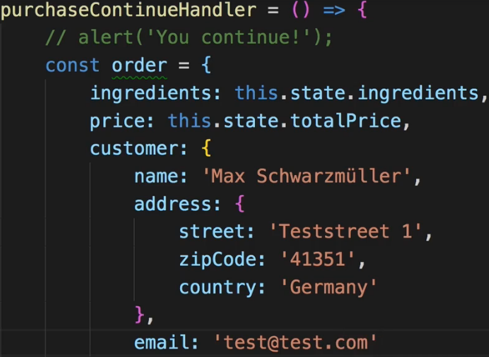 purchaseContinueHandler = () => {
// alert('You continue!');
const order = {
ingredients: this.state.ingredients,
price: this.state.totalPrice,
customer: {
name: 'Max Schwarzmüller',
address: {
street: 'Teststreet 1',
zipCode: '41351',
country: 'Germany'
},
email: 'test@test.com'